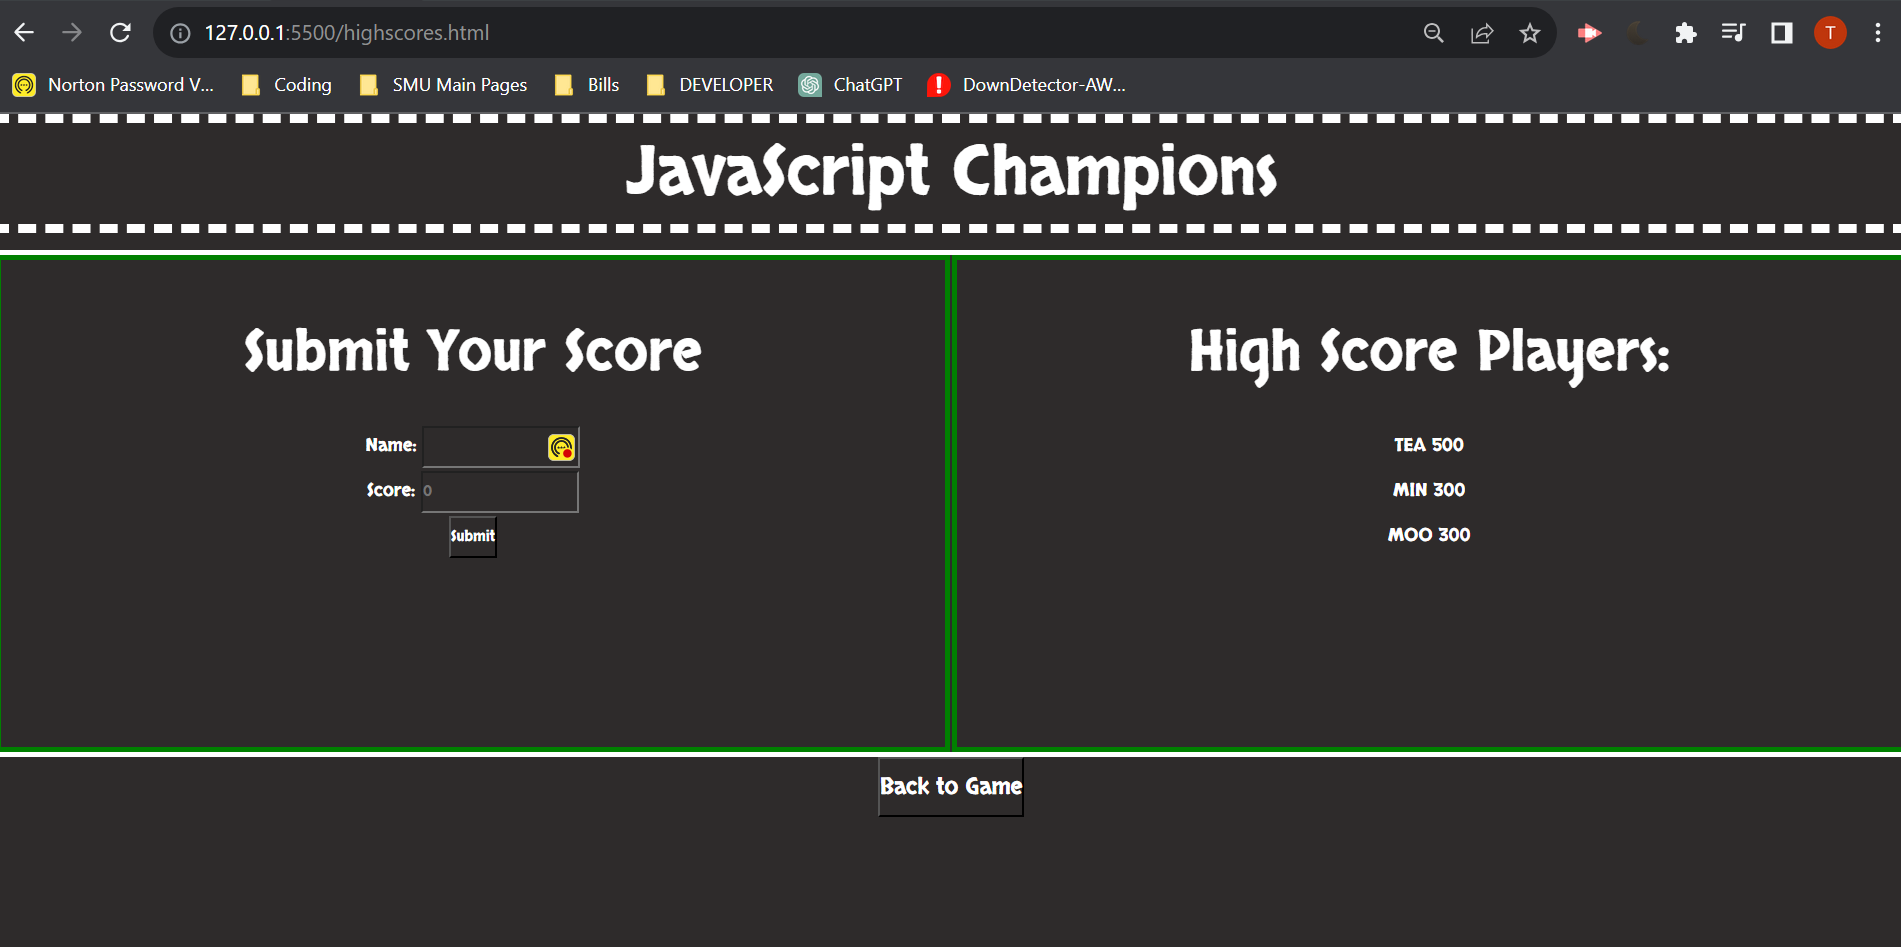 127.0.0.1:5500/highscores.html
T
Norton Password V... Coding SMU Main Pages Bills DEVELOPER ChatGPT DownDetector-AW...
JavaScript Champions
Submit Your Score
Name:
Score: 0
Submit
High Score Players:
TEA 500
MIN 300
MOO 300
Back to Game